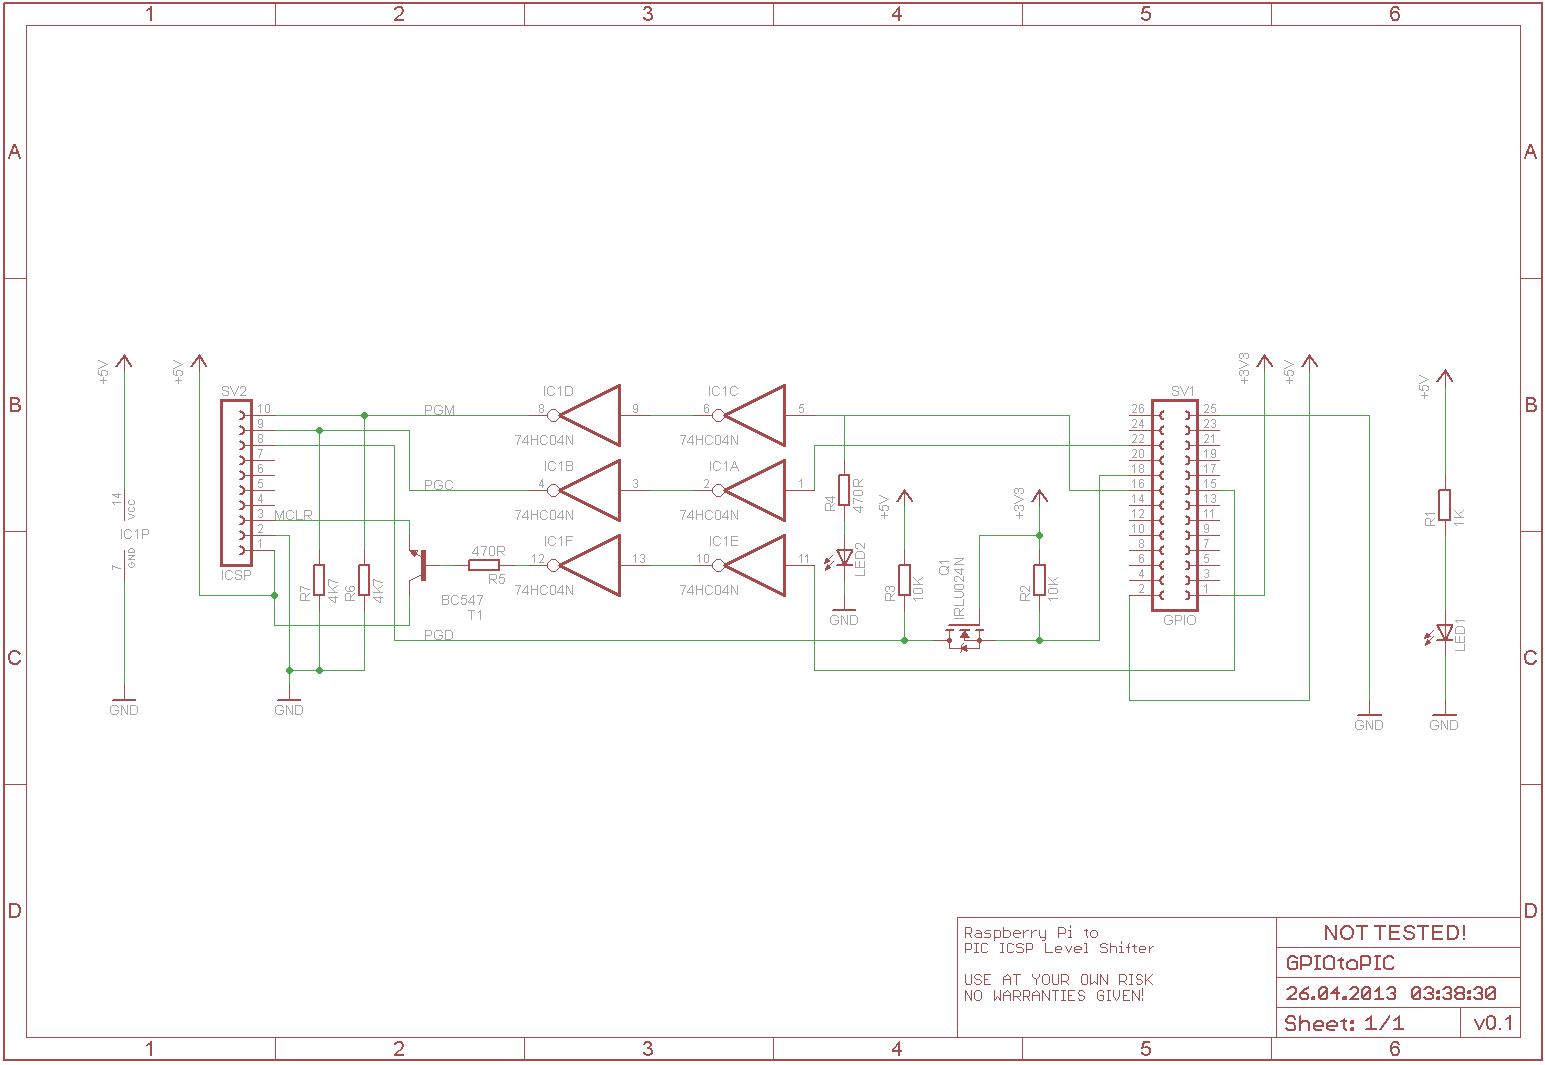 1 2 3 4 5 6
A A
+5V +5V +3V3 +5V +5V
B B
SV2 IC1D IC1C SV1
10 PGM 8 9 6 5 26 25
9 24 23
8 74HC04N 74HC04N 22 21
7 IC1B IC1A 20 19
6 18 17
5 PGC 4 3 2 1 R4 470R +5V +3V3 16 15
4 14 13
3 MCLR 74HC04N 74HC04N 12 11
2 10 9
1 470R IC1F IC1E LED2 8 7
ICSP R5 12 13 10 11 6 5
14 VCC 4 3
IC1P 2 1
GND 7 GPIO
R7 4K7 R6 4K7 74HC04N 74HC04N R3 10K Q1 IRLU024N R2 10K R1 1K
BC547
T1
GND
PGD LED1
C C
GND GND GND GND
D D
Raspberry Pi to
PIC ICSP Level Shifter
USE AT YOUR OWN RISK
NO WARRANTIES GIVEN!
NOT TESTED!
GPIOtoPIC
26.04.2013 03:38:30
Sheet: 1/1 v0.1
1 2 3 4 5 6